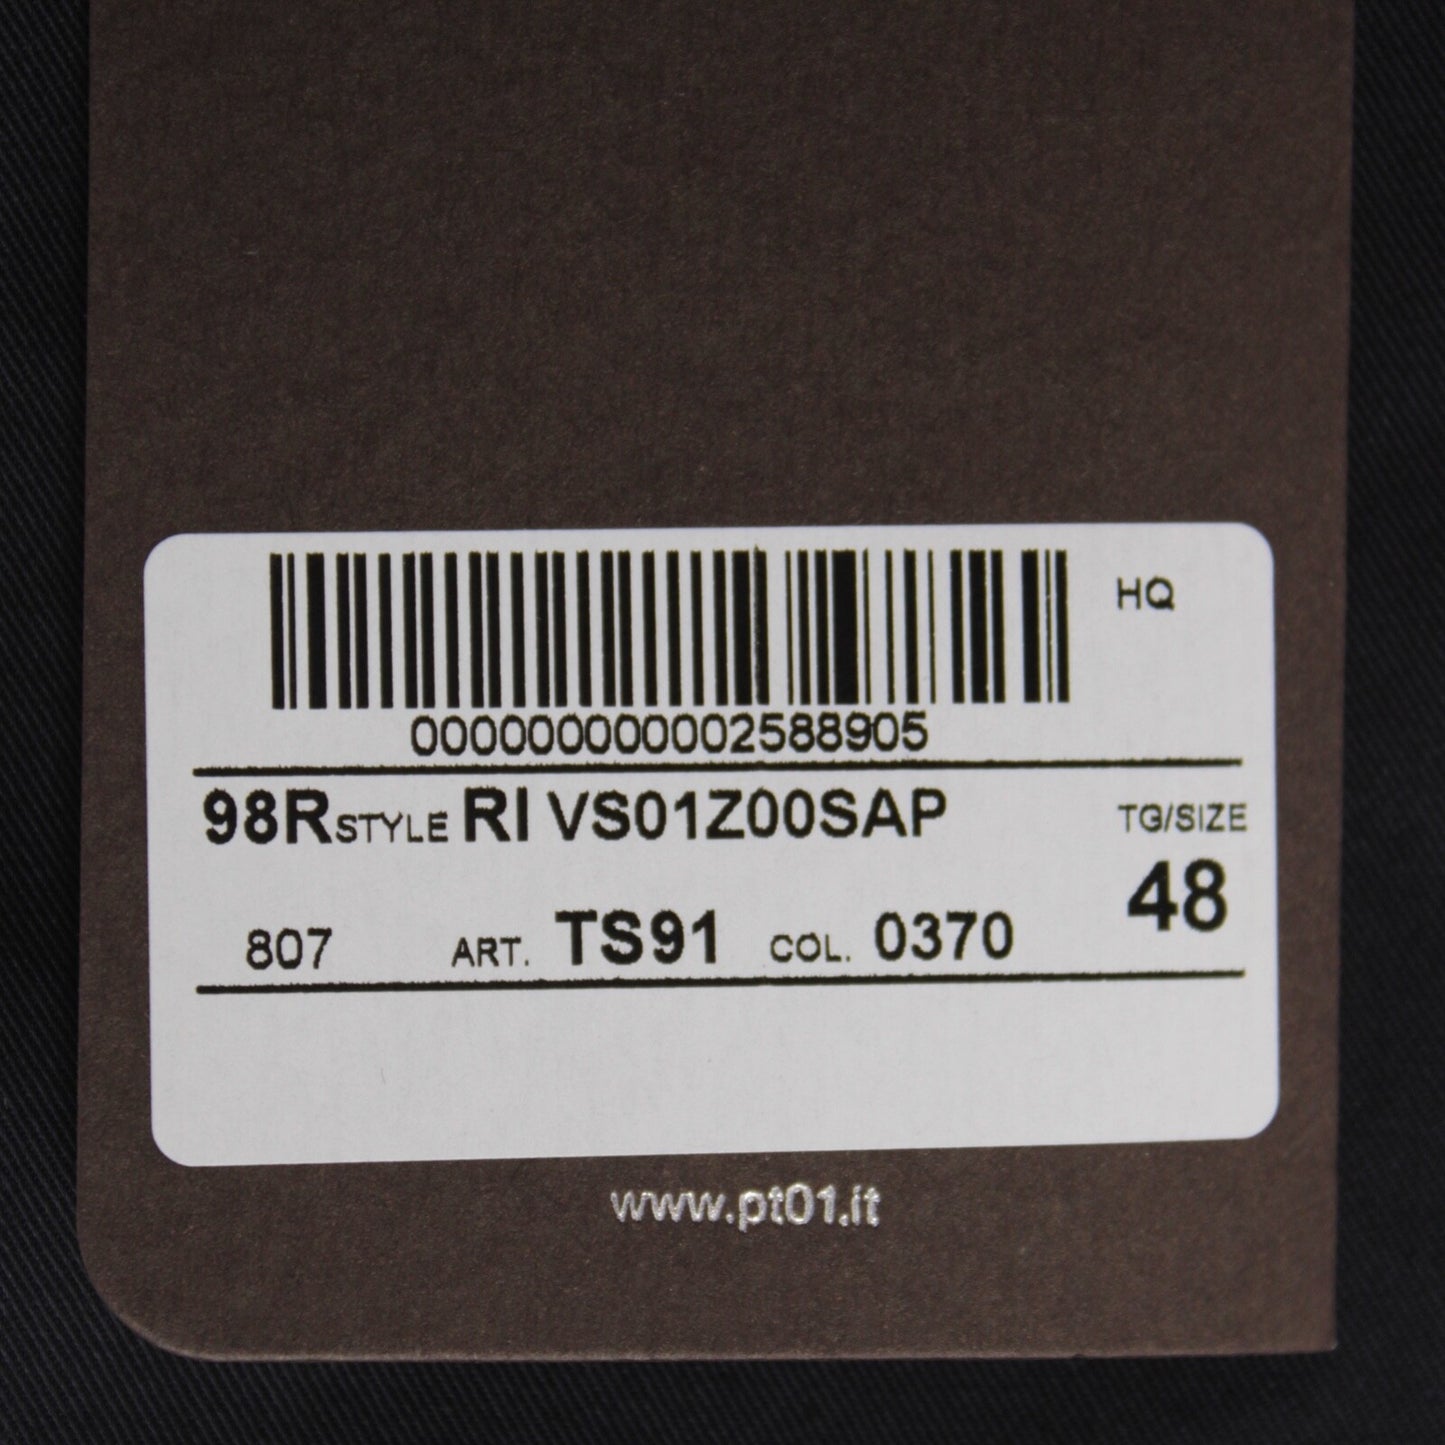 HQ
0000000000002588905
98R STYLE RI VS01Z00SAP TG/SIZE
48
807 ART. TS91 COL. 0370
www.pt01.it